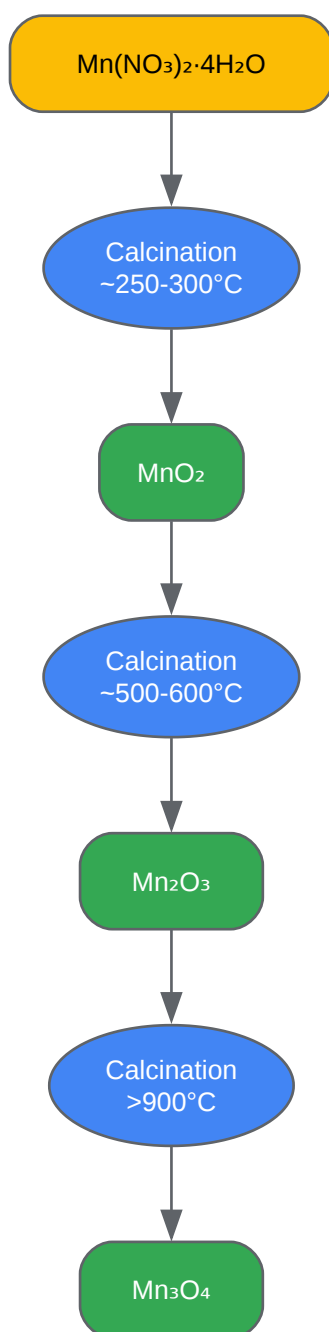 Mn(NO₃)₂·4H₂O
Calcination
~250-300°C
MnO₂
Calcination
~500-600°C
Mn₂O₃
Calcination
>900°C
Mn₃O₄